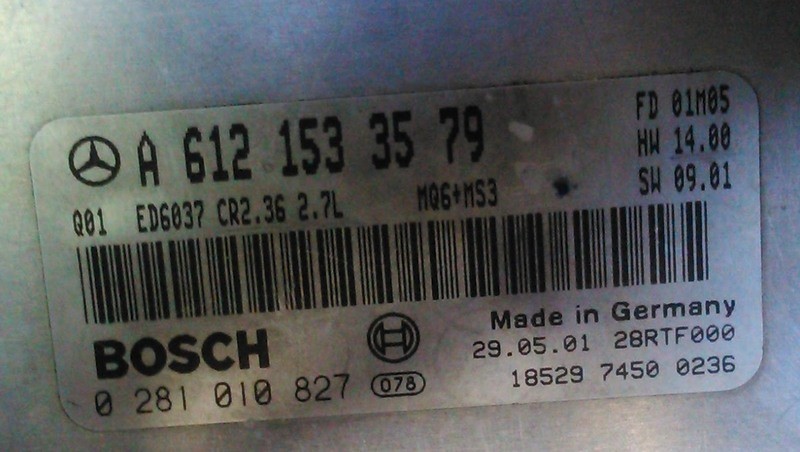 A 612 153 35 79
FD 01M05
HW 14.00
SW 09.01
Q01 ED6037 CR2.36 2.7L MQ6+MS3
BOSCH
0 281 010 827 078
Made in Germany
29.05.01 28RTF000
18529 7450 0236